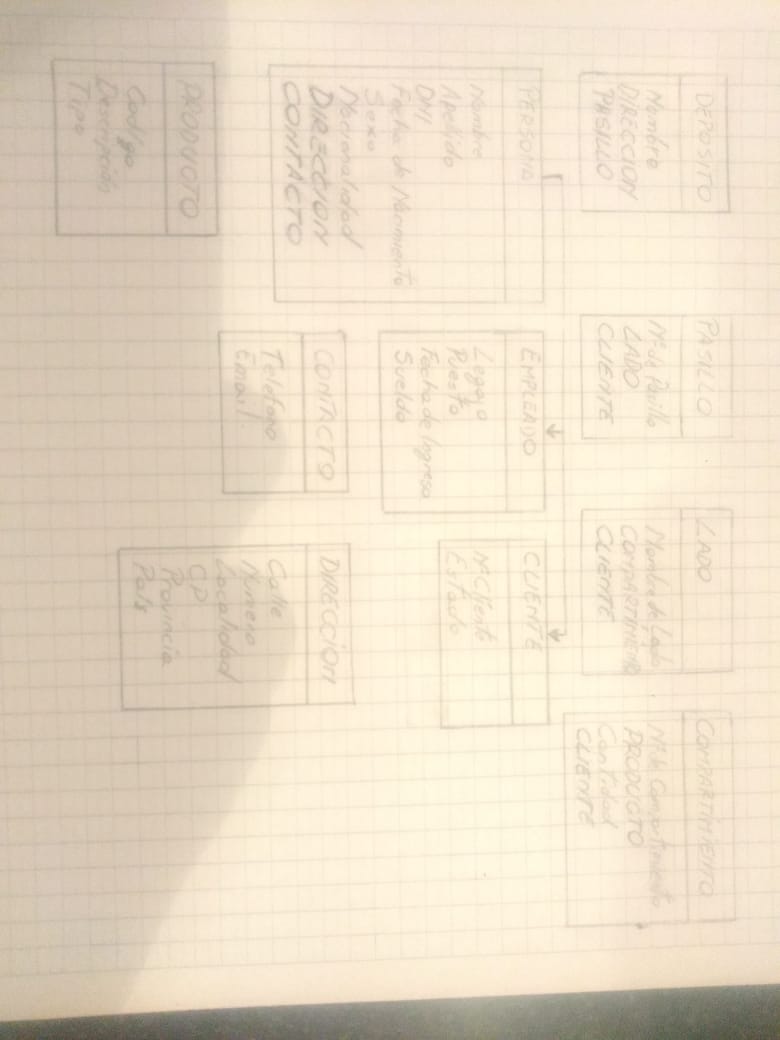 DEPOSITO
Nombre
DIRECCION
PASILLO
PASILLO
Nº de Pasillo
LADO
CLIENTE
LADO
Nombre de Lado
COMPARTIMIENTO
CLIENTE
COMPARTIMIENTO
Nº de Compartimiento
PRODUCTO
Cantidad
CLIENTE
PERSONA
Nombre
Apellido
DNI
Fecha de Nacimiento
Sexo
Nacionalidad
DIRECCION
CONTACTO
EMPLEADO
Legajo
Puesto
Fecha de Ingreso
Sueldo
CLIENTE
Nº Cliente
Estado
CONTACTO
Telefono
Email
DIRECCION
Calle
Numero
Localidad
CP
Provincia
País
PRODUCTO
Codigo
Descripción
Tipo